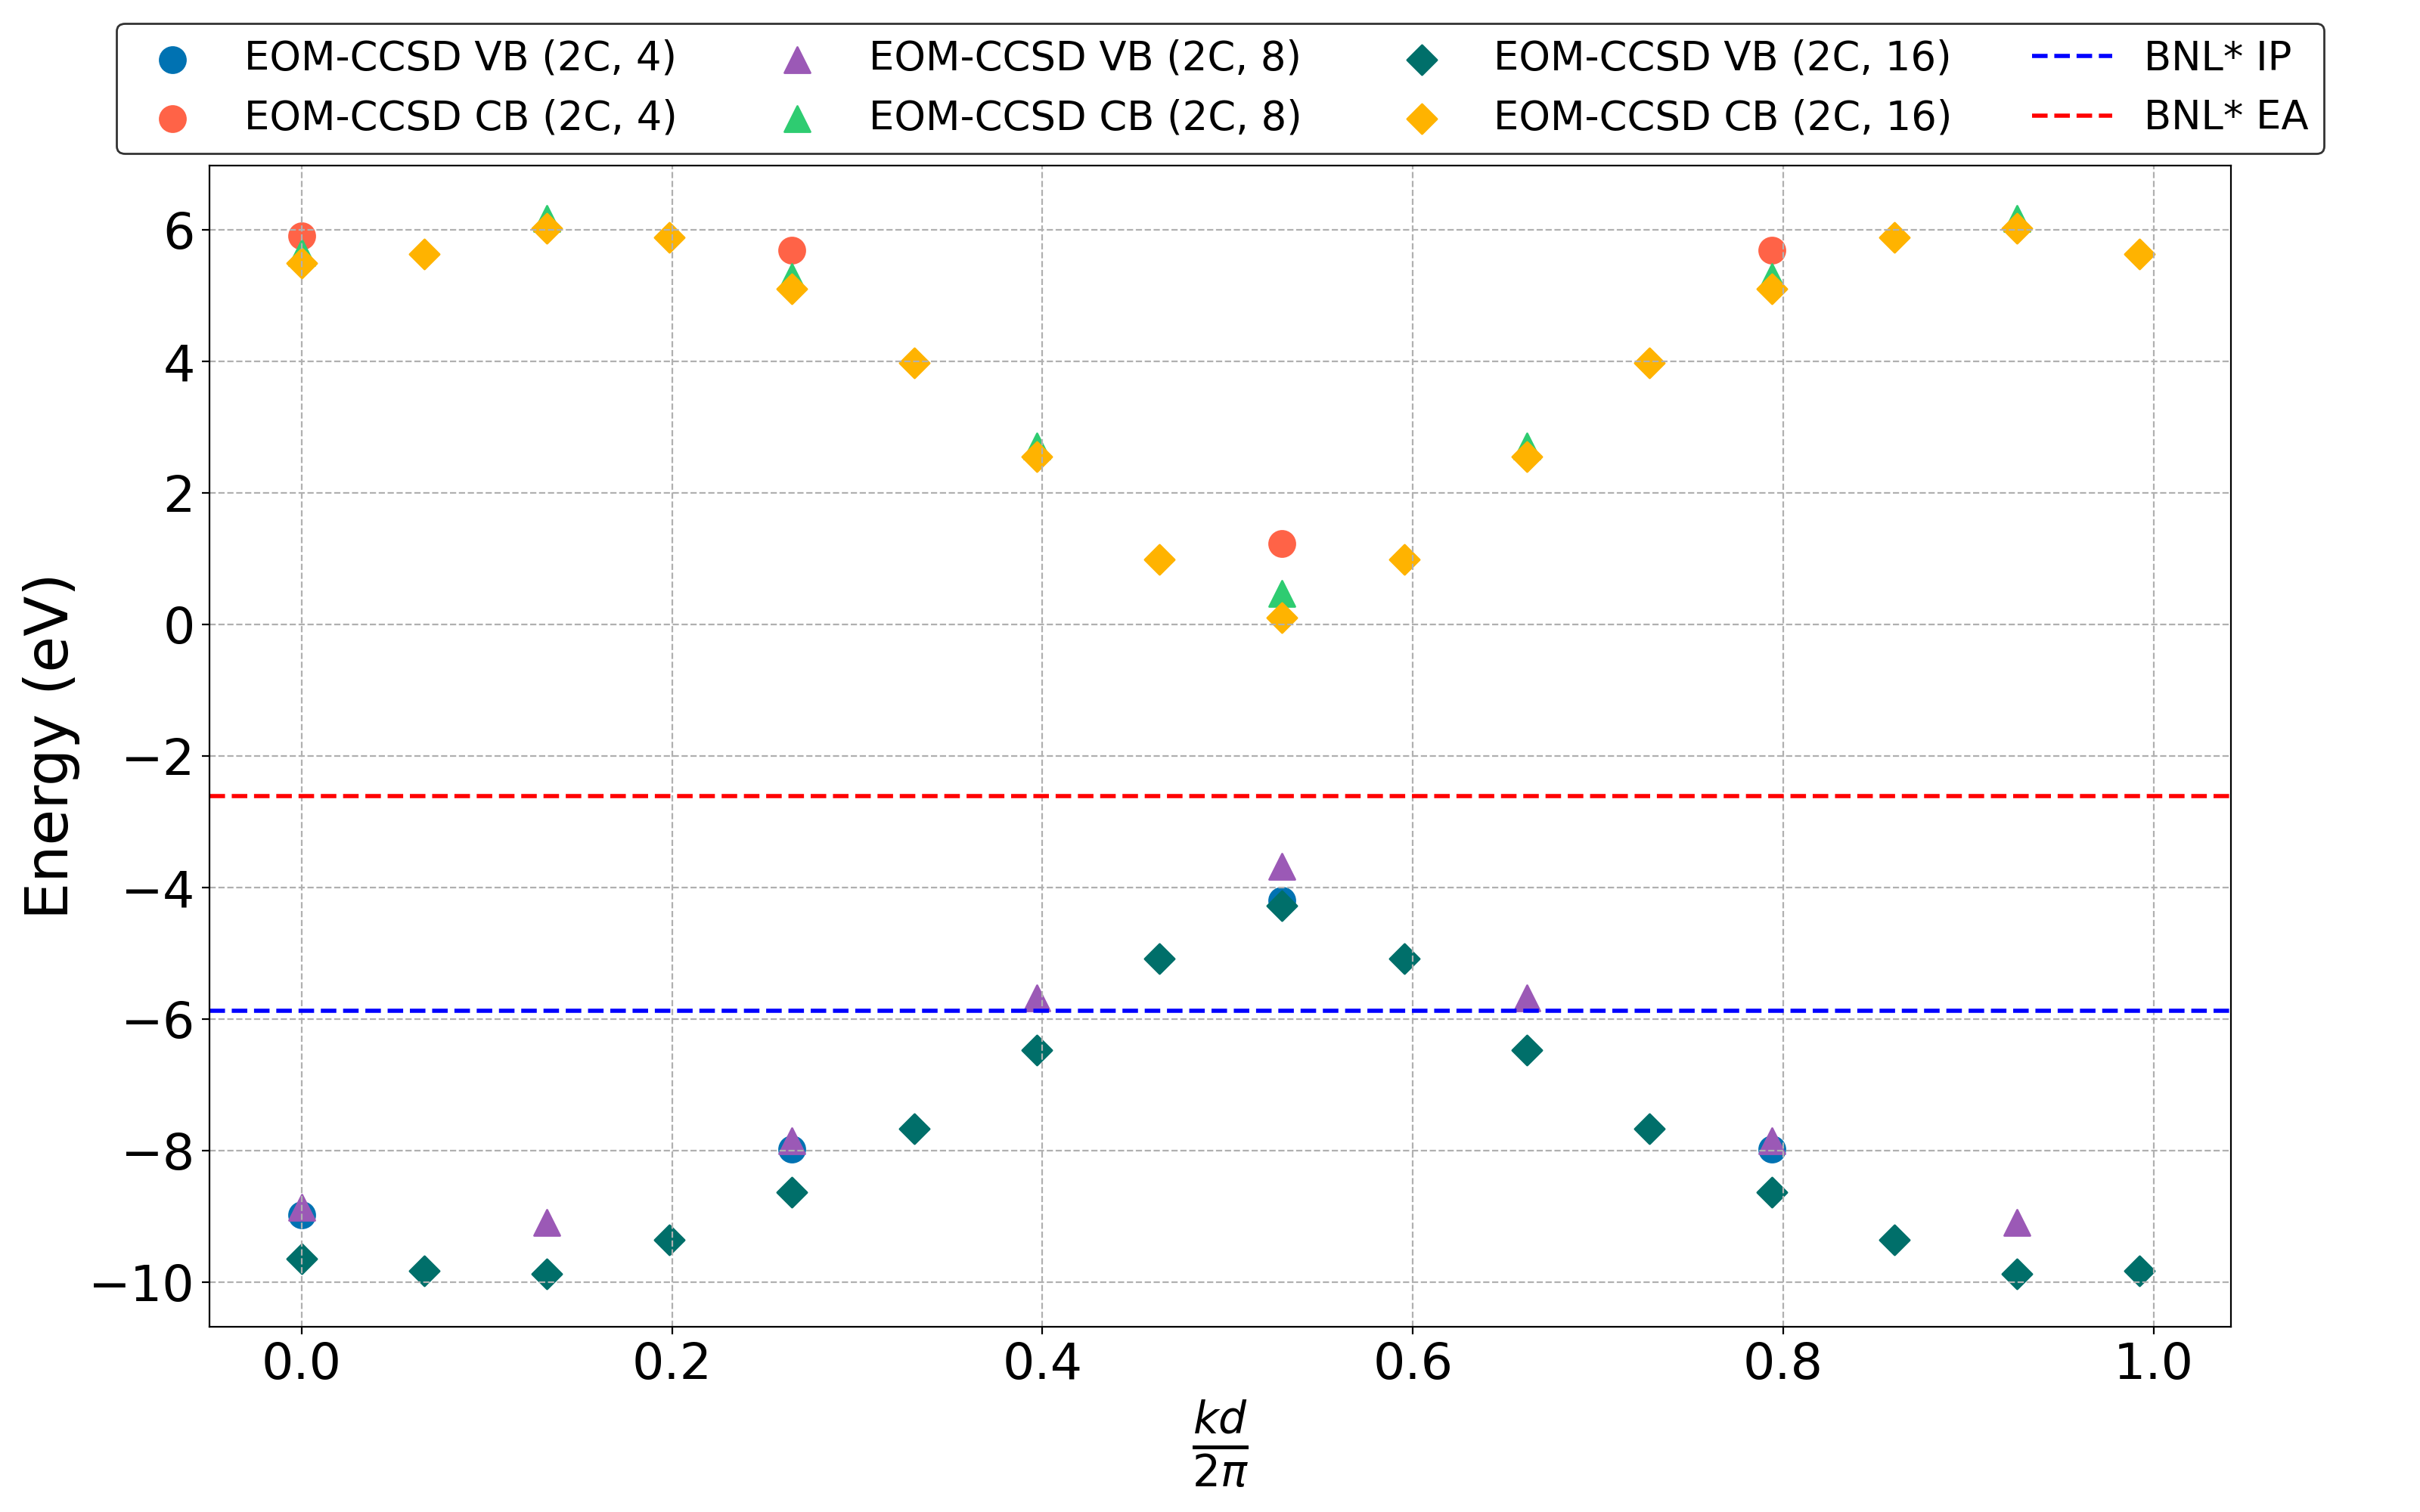 EOM-CCSD VB (2C, 4)
EOM-CCSD CB (2C, 4)
EOM-CCSD VB (2C, 8)
EOM-CCSD CB (2C, 8)
EOM-CCSD VB (2C, 16)
EOM-CCSD CB (2C, 16)
BNL* IP
BNL* EA
Energy (eV)
6
4
2
0
−2
−4
−6
−8
−10
0.0 0.2 0.4 0.6 0.8 1.0
kd
2π